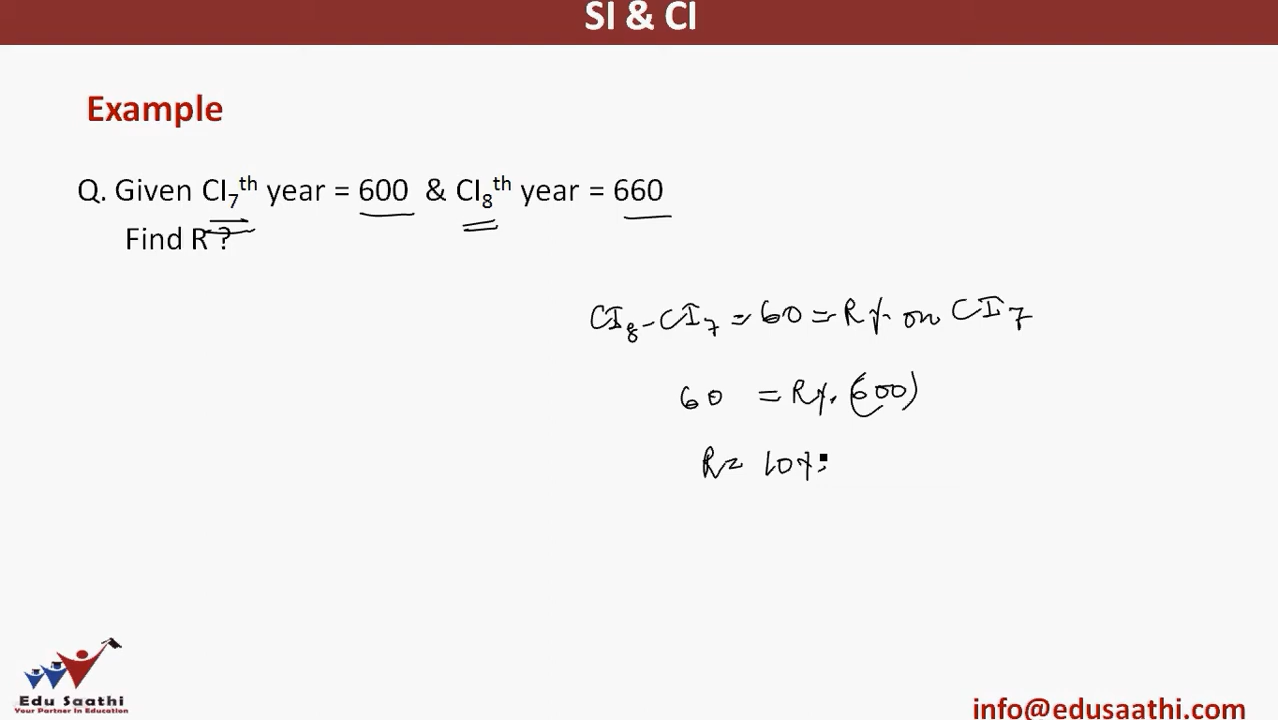 SI & CI
Example
Q. Given CI₇ᵗʰ year = 600 & CI₈ᵗʰ year = 660
Find R ?
CI₈ - CI₇ = 60 = R% on CI₇
60 = R% (600)
R = 10%
Edu Saathi
Your Partner In Education
info@edusaathi.com